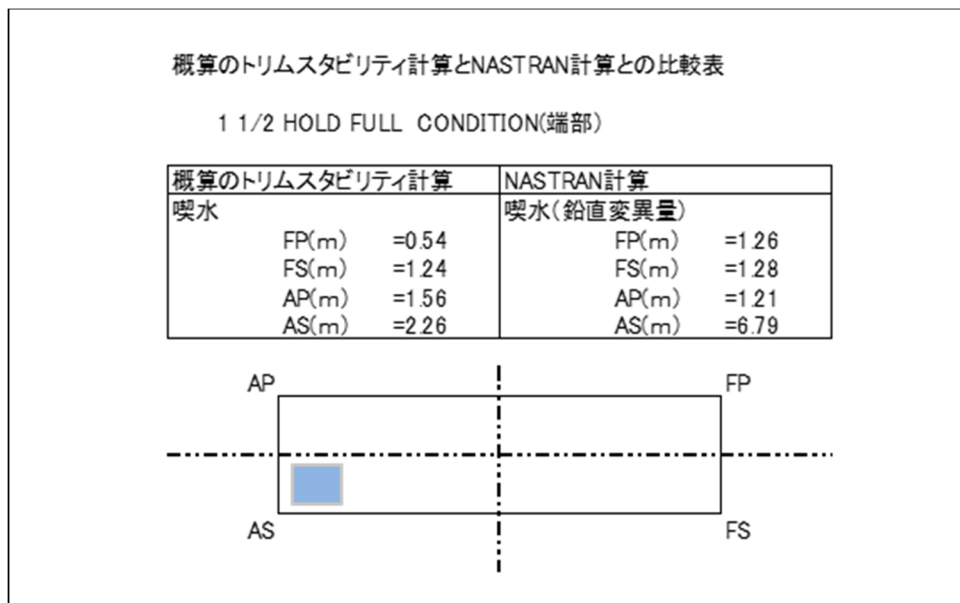 概算のトリムスタビリティ計算とNASTRAN計算との比較表
1 1/2 HOLD FULL CONDITION(端部)
概算のトリムスタビリティ計算 NASTRAN計算
喫水 喫水(鉛直変異量)
FP(m) =0.54 FP(m) =1.26
FS(m) =1.24 FS(m) =1.28
AP(m) =1.56 AP(m) =1.21
AS(m) =2.26 AS(m) =6.79
AP FP
AS FS